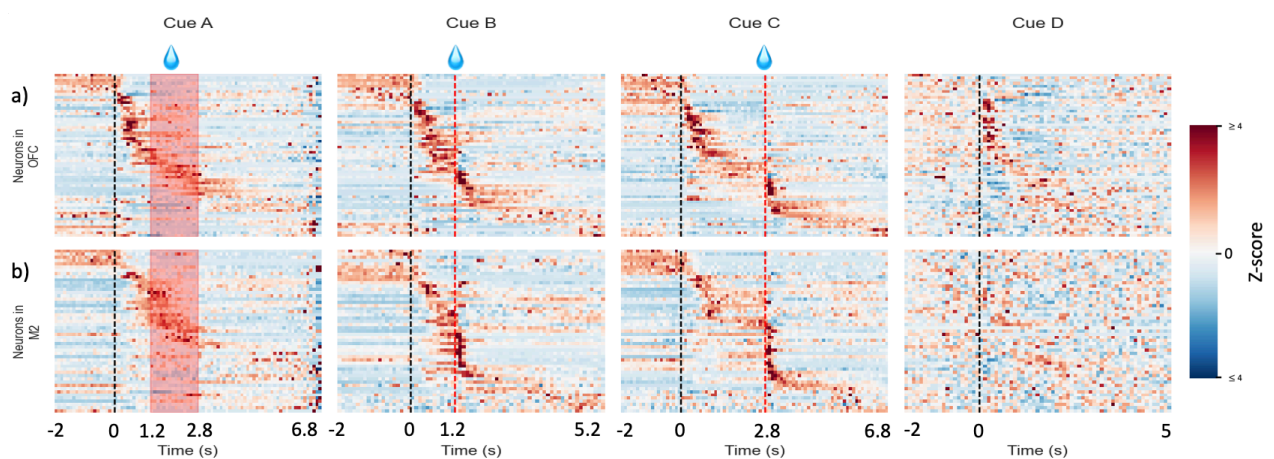 Cue A
Cue B
Cue C
Cue D
a)
Neurons in
OFC
b)
Neurons in
M2
≥4
0
≤4
Z-score
-2 0 1.2 2.8 6.8
Time (s)
-2 0 1.2 5.2
Time (s)
-2 0 2.8 6.8
Time (s)
-2 0 5
Time (s)